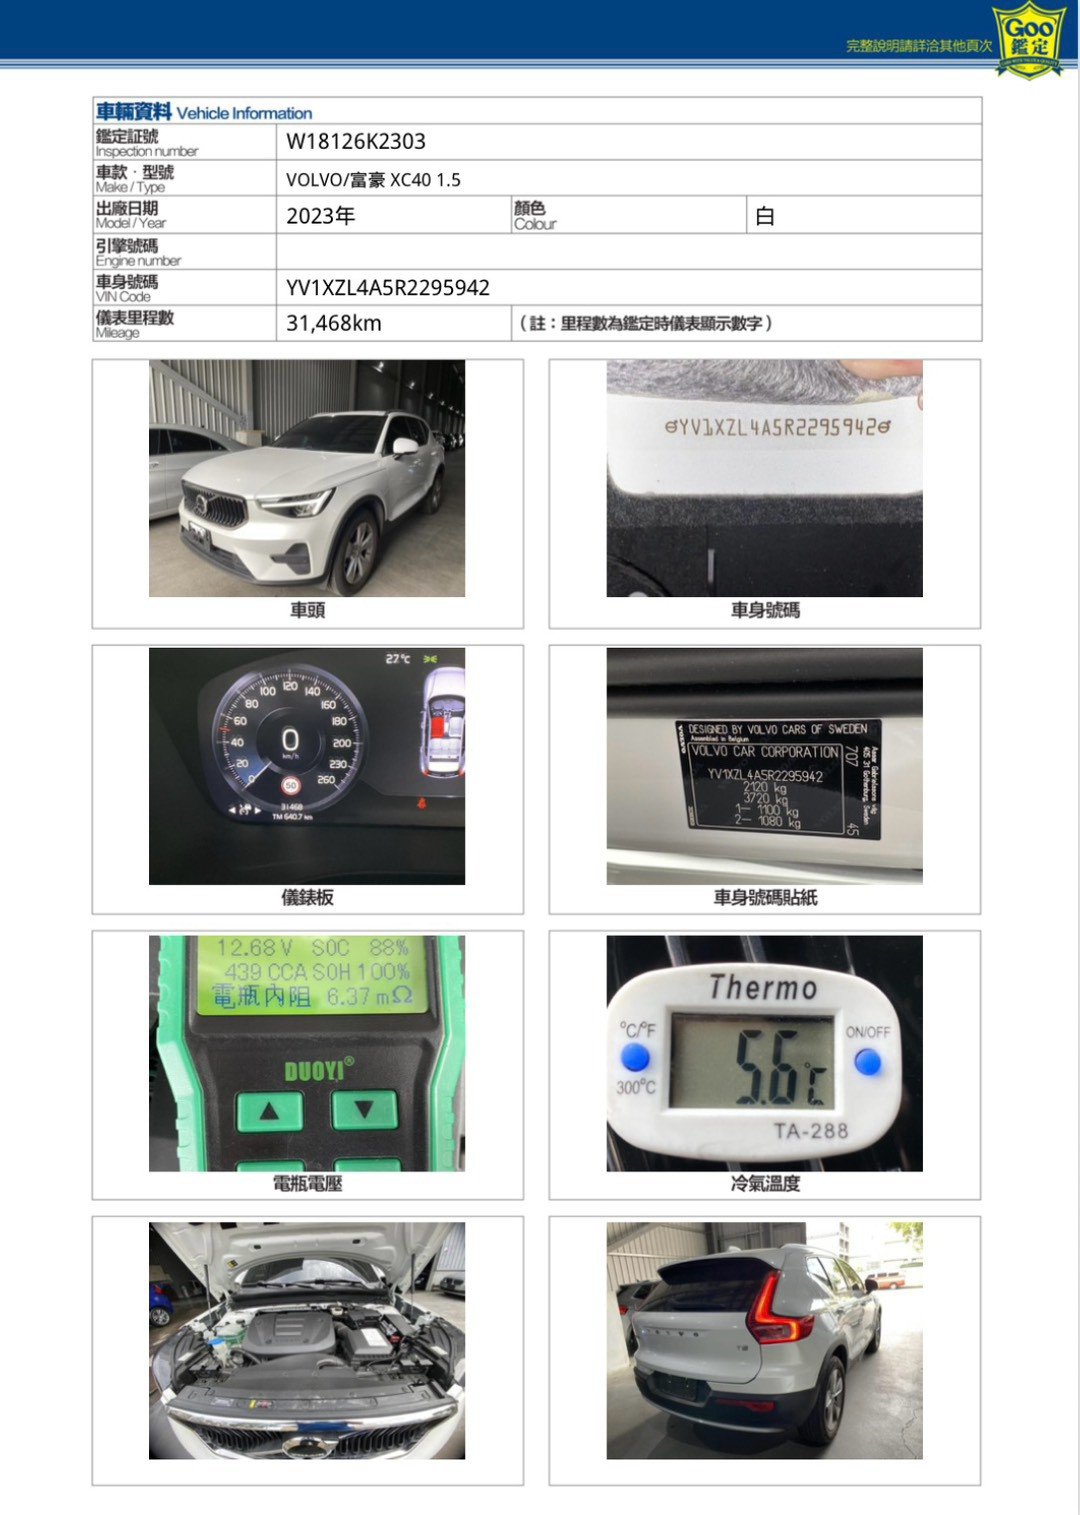 完整說明請詳洽其他頁次
Goo
鑑定
車輛資料 Vehicle Information
鑑定証號
Inspection number
W18126K2303
車款・型號
Make / Type
VOLVO/富豪 XC40 1.5
出廠日期
Model / Year
2023年
顏色
Colour
白
引擎號碼
Engine number
車身號碼
VIN Code
YV1XZL4A5R2295942
儀表里程數
Mileage
31,468km
（註：里程數為鑑定時儀表顯示數字）
車頭
YV1XZL4A5R2295942
車身號碼
27°C
0 20 40 60 80 100 120 140 160 180 200 230 260
0
km/h
50
31468
TM 640.7 km
儀錶板
DESIGNED BY VOLVO CARS OF SWEDEN
Assembled in Belgium
VOLVO CAR CORPORATION
YV1XZL4A5R2295942
2120 kg
3720 kg
1— 1100 kg
2— 1080 kg
707
45
車身號碼貼紙
12.68 V SOC 88%
439 CCA SOH 100%
電瓶內阻 6.37 mΩ
DUOYI®
電瓶電壓
Thermo
°C/°F
ON/OFF
5.6°C
300°C
TA-288
冷氣溫度
VOLVO